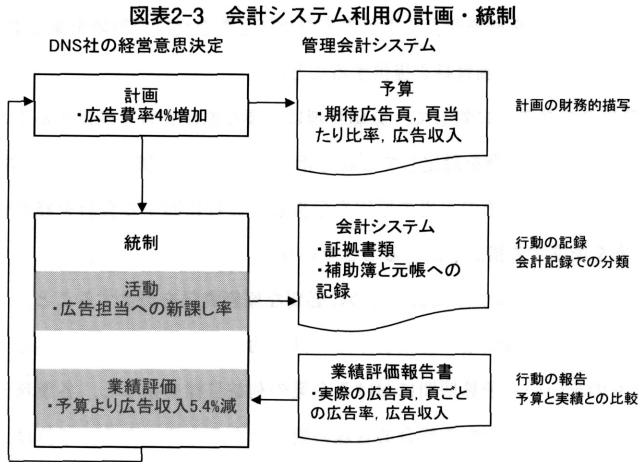 図表2-3　会計システム利用の計画・統制
DNS社の経営意思決定
管理会計システム
計画
・広告費率4%増加
予算
・期待広告頁，頁当
たり比率，広告収入
計画の財務的描写
統制
活動
・広告担当への新課し率
会計システム
・証拠書類
・補助簿と元帳への
記録
行動の記録
会計記録での分類
業績評価
・予算より広告収入5.4%減
業績評価報告書
・実際の広告頁，頁ごと
の広告率，広告収入
行動の報告
予算と実績との比較